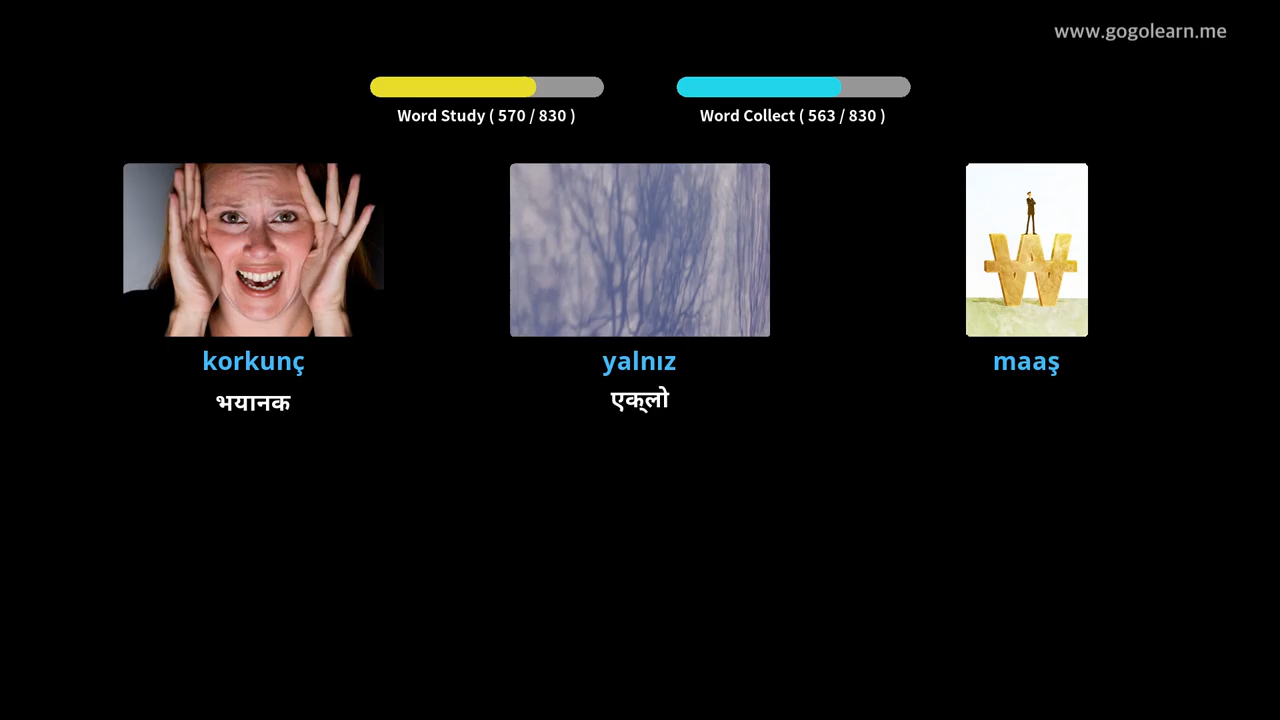 www.gogolearn.me
Word Study ( 570 / 830 )
Word Collect ( 563 / 830 )
korkunç
yalnız
maaş
भयानक
एक्लो